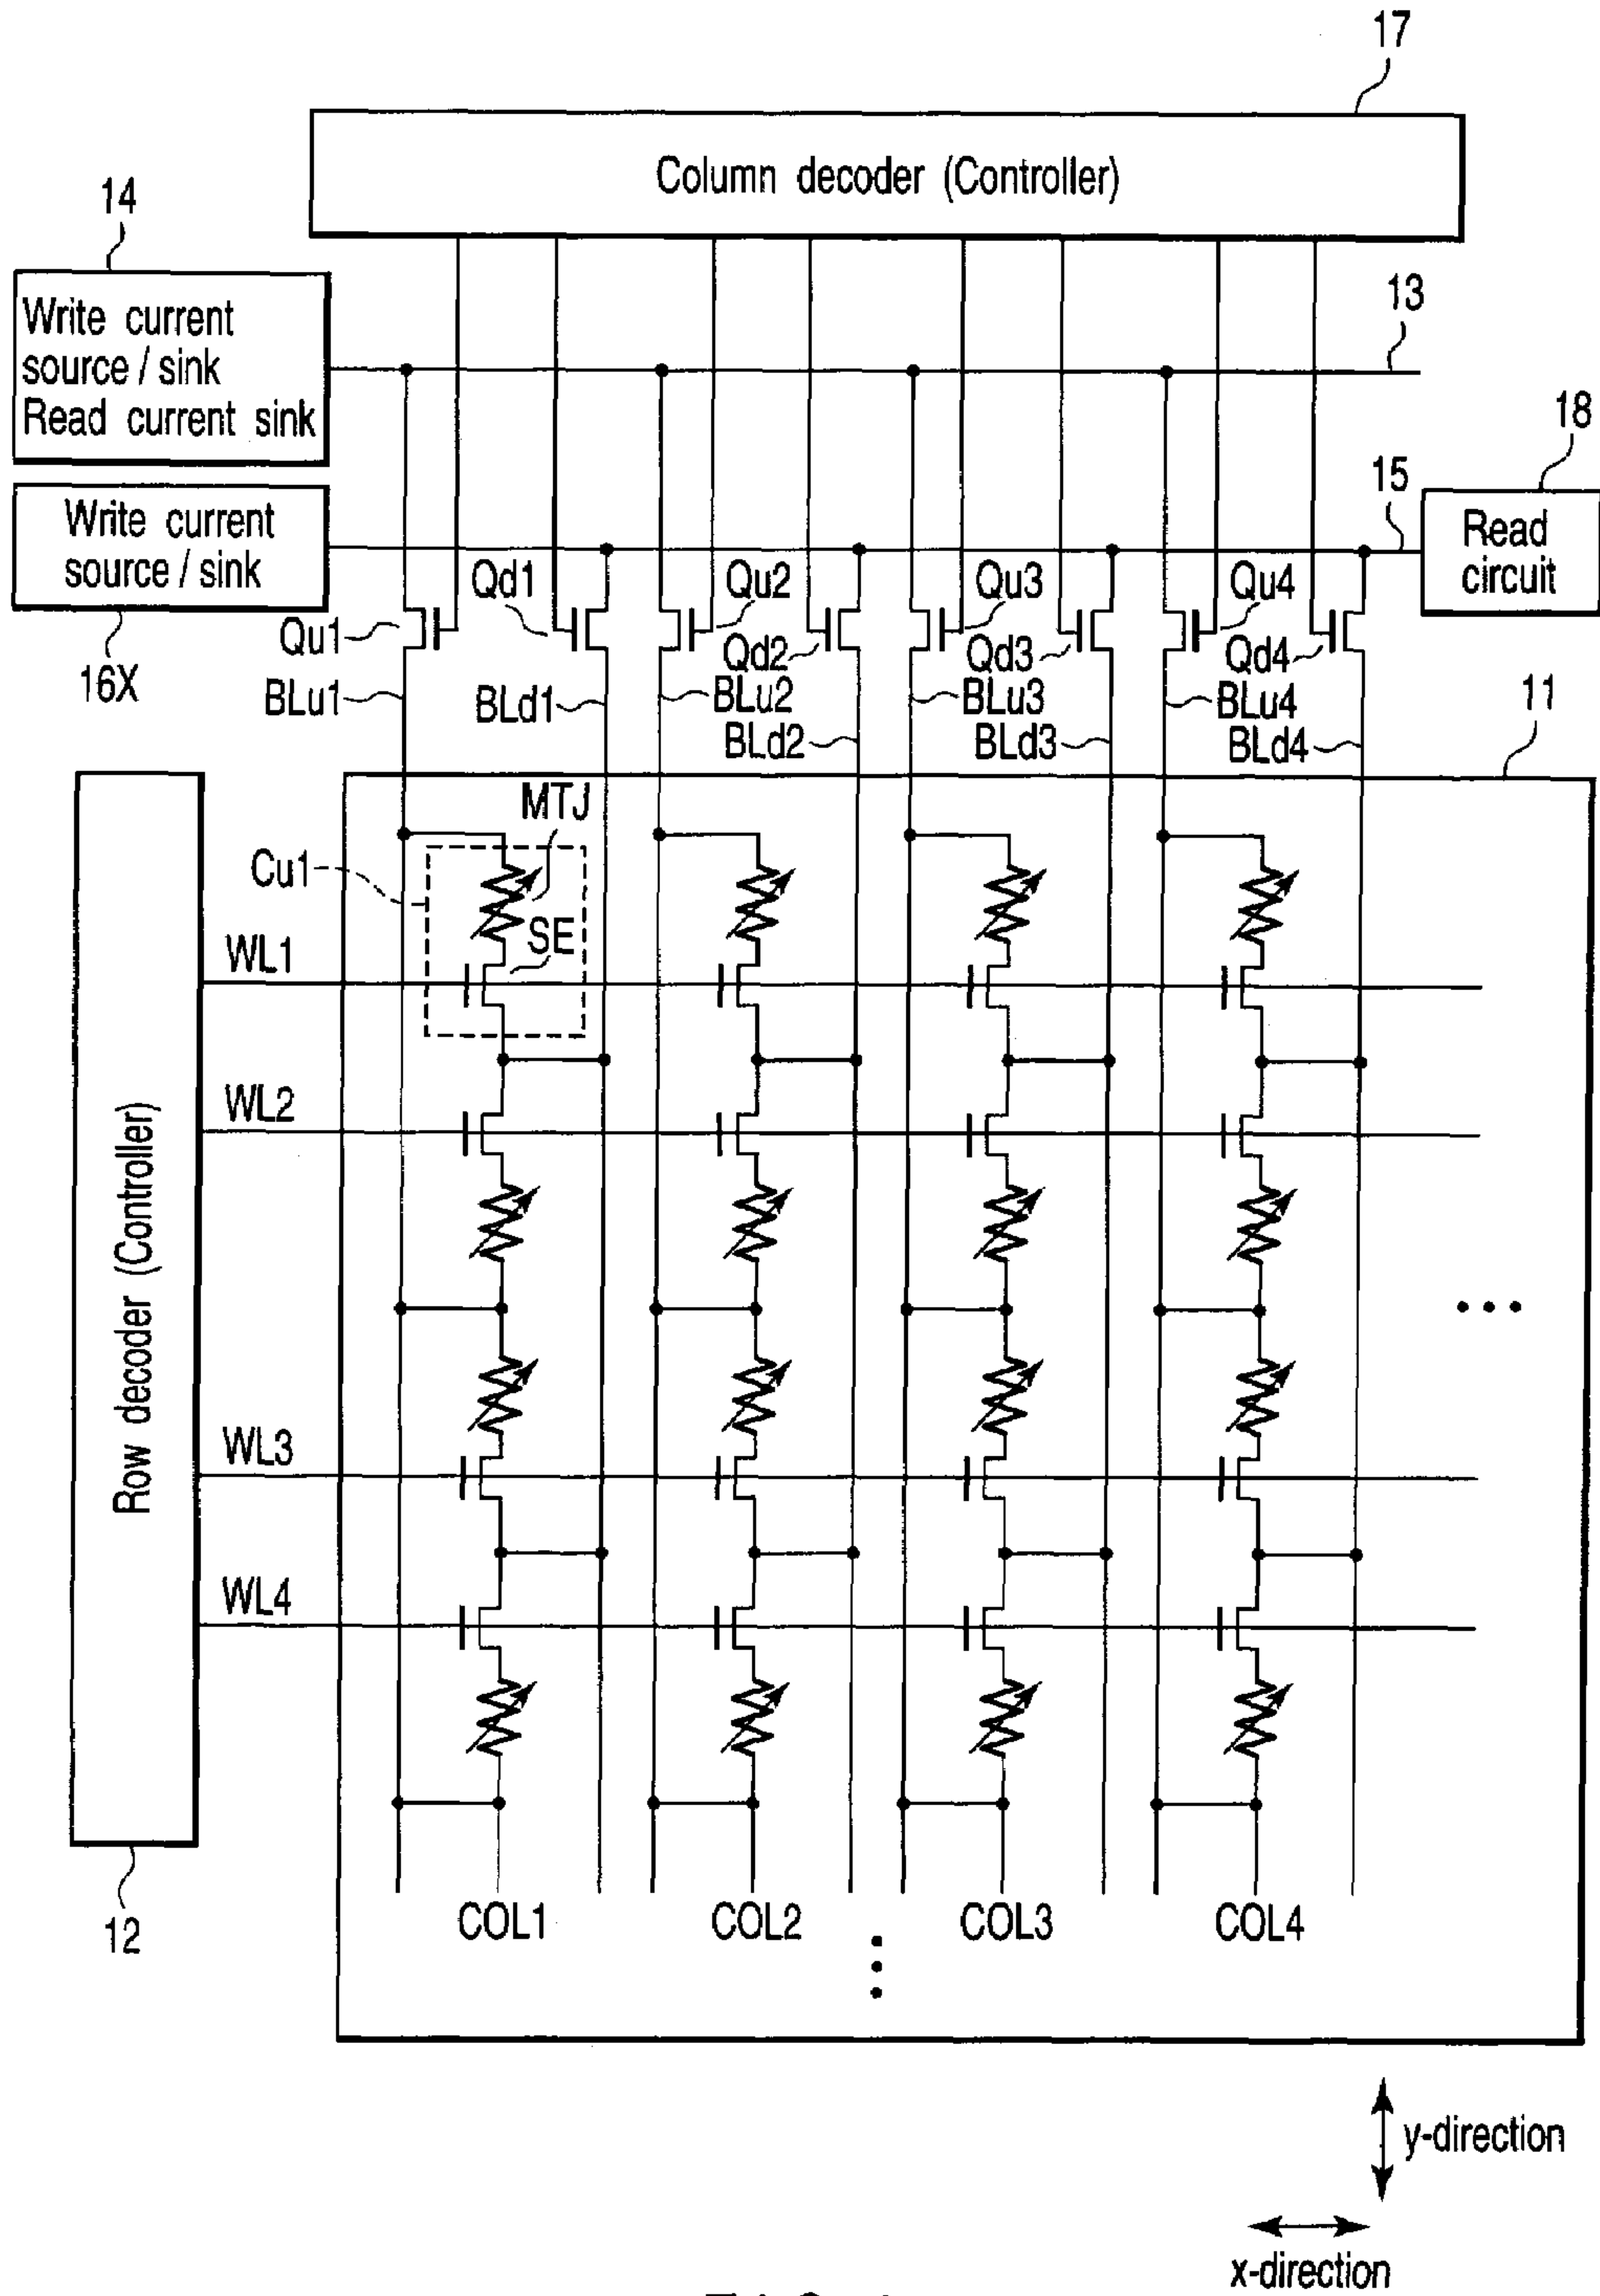 17
Column decoder (Controller)
14
Write current
source / sink
Read current sink
13
18
15
Read
circuit
Write current
source / sink
16X
Qu1
Qd1
Qu2
Qd2
Qu3
Qd3
Qu4
Qd4
BLu1
BLd1
BLu2
BLd2
BLu3
BLd3
BLu4
BLd4
11
MTJ
Cu1
SE
WL1
WL2
Row decoder (Controller)
WL3
WL4
12
COL1
COL2
COL3
COL4
y-direction
x-direction